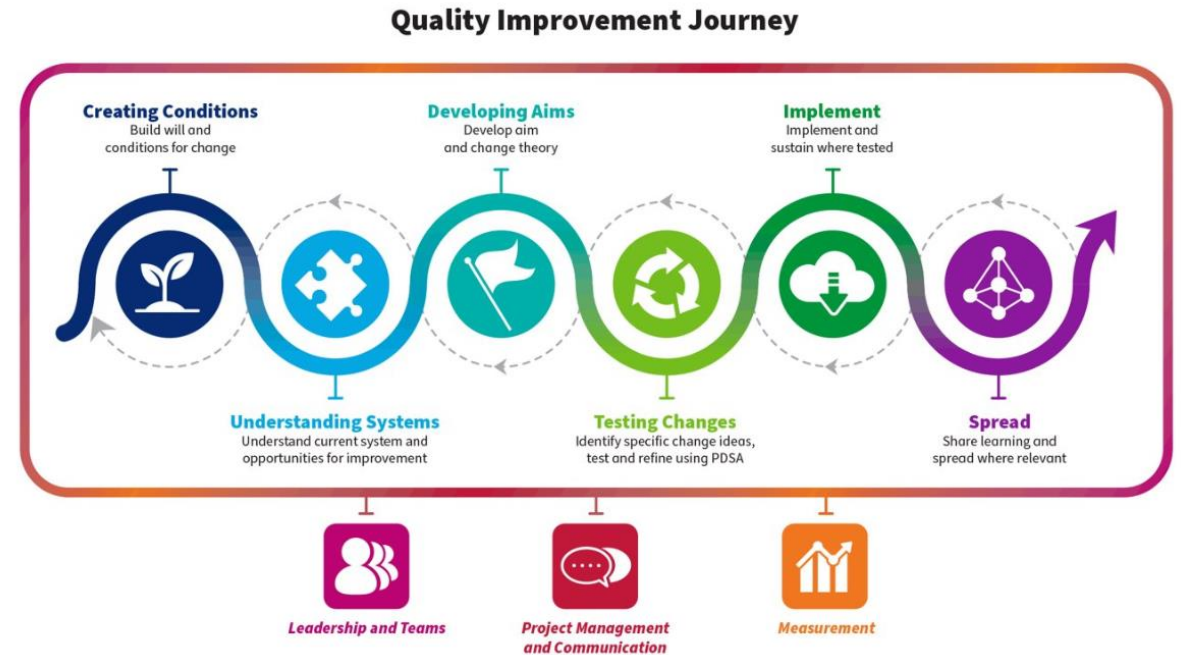 Quality Improvement Journey
Creating Conditions
Build will and
conditions for change
Developing Aims
Develop aim
and change theory
Implement
Implement and
sustain where tested
Understanding Systems
Understand current system and
opportunities for improvement
Testing Changes
Identify specific change ideas,
test and refine using PDSA
Spread
Share learning and
spread where relevant
Leadership and Teams
Project Management
and Communication
Measurement